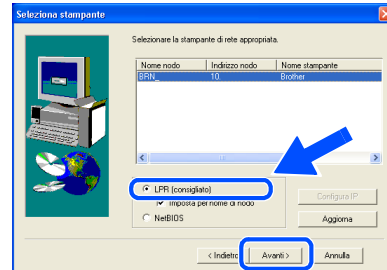 Seleziona stampante
Selezionare la stampante di rete appropriata.
Nome nodo Indirizzo nodo Nome stampante
BRN_ 10. Brother
LPR (consigliato)
Imposta per nome di nodo
NetBIOS
Configura IP
Aggiorna
< Indietro Avanti > Annulla